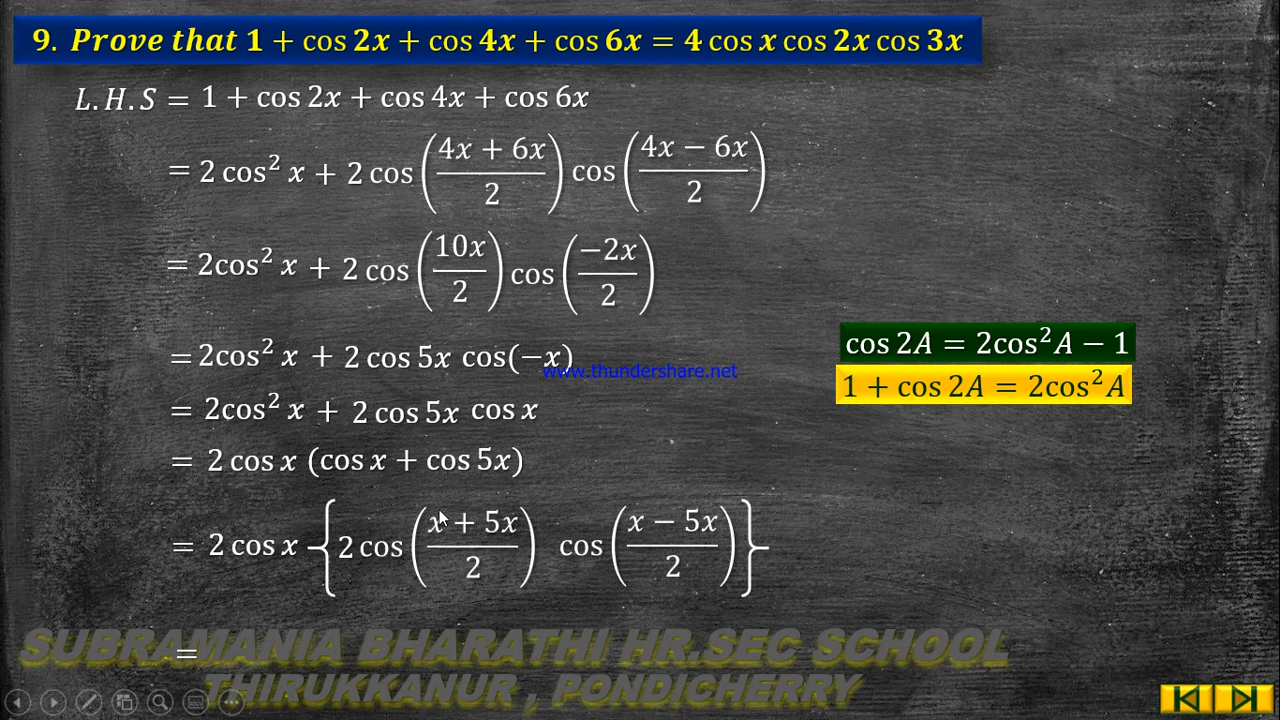 9. Prove that 1 + cos 2x + cos 4x + cos 6x = 4 cos x cos 2x cos 3x
L.H.S = 1 + cos 2x + cos 4x + cos 6x
= 2 cos² x + 2 cos ((4x + 6x)/2) cos ((4x − 6x)/2)
= 2cos² x + 2 cos (10x/2) cos (−2x/2)
= 2cos² x + 2 cos 5x cos(−x)
www.thundershare.net
= 2cos² x + 2 cos 5x cos x
= 2 cos x (cos x + cos 5x)
= 2 cos x {2 cos ((x + 5x)/2) cos ((x − 5x)/2)}
=
cos 2A = 2cos²A − 1
1 + cos 2A = 2cos²A
SUBRAMANIA BHARATHI HR.SEC SCHOOL
THIRUKKANUR , PONDICHERRY